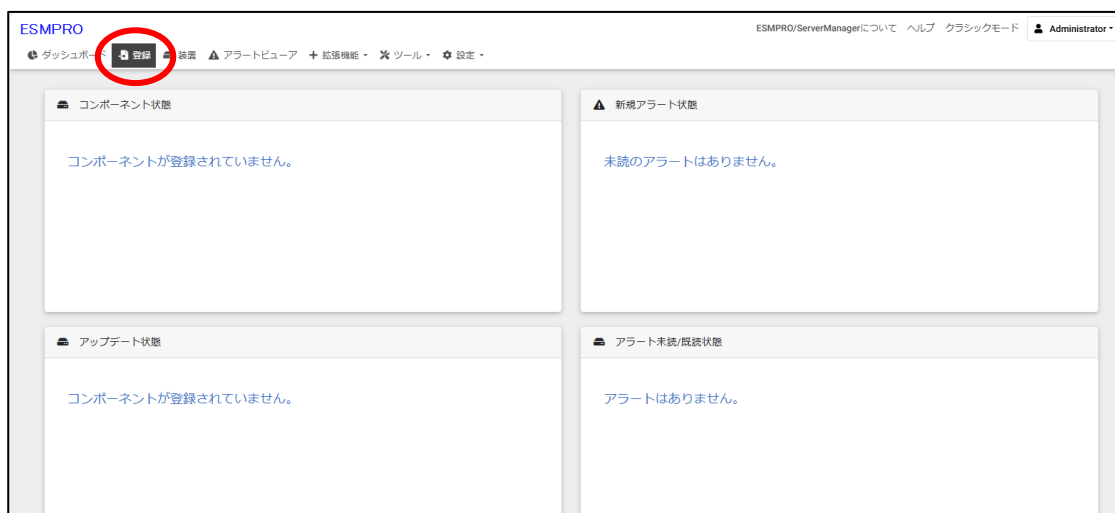 ESMPRO
ESMPRO/ServerManagerについて ヘルプ クラシックモード Administrator
ダッシュボード 登録 装置 アラートビューア 拡張機能 ツール 設定
コンポーネント状態
コンポーネントが登録されていません。
新規アラート状態
未読のアラートはありません。
アップデート状態
コンポーネントが登録されていません。
アラート未読/既読状態
アラートはありません。